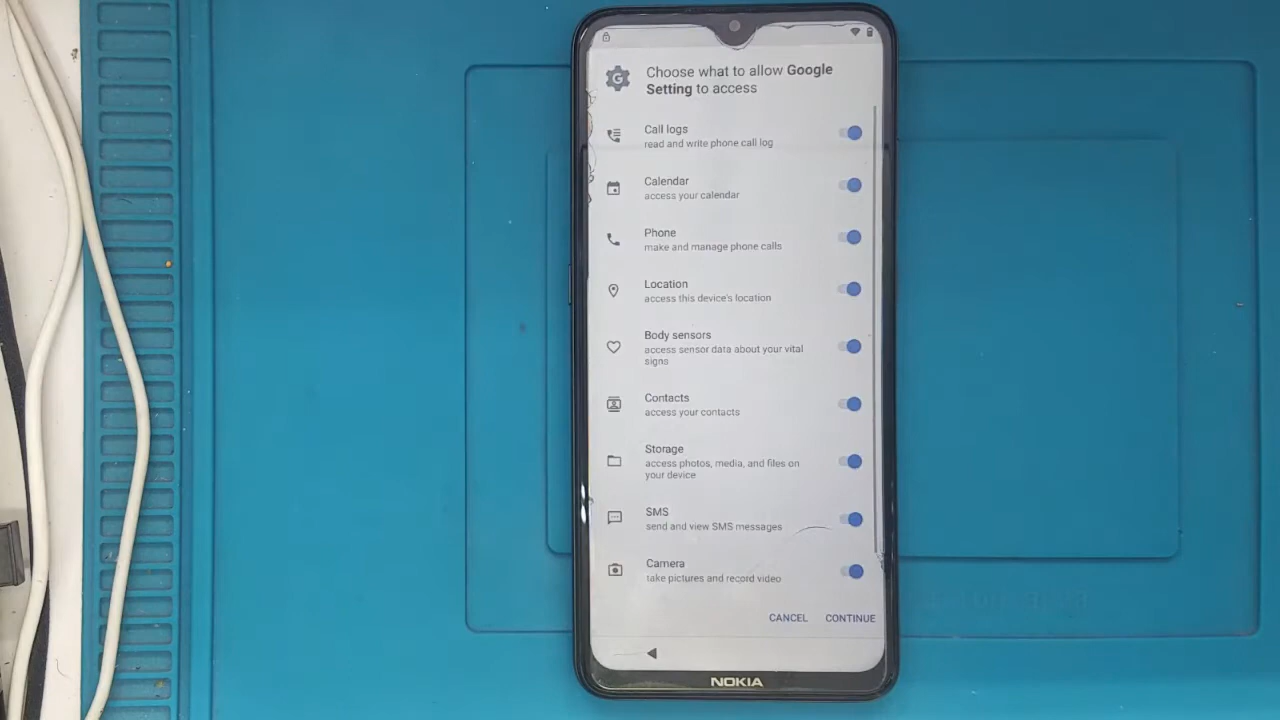 Choose what to allow Google
Setting to access
Call logs
read and write phone call log
Calendar
access your calendar
Phone
make and manage phone calls
Location
access this device's location
Body sensors
access sensor data about your vital
signs
Contacts
access your contacts
Storage
access photos, media, and files on
your device
SMS
send and view SMS messages
Camera
take pictures and record video
CANCEL CONTINUE
NOKIA